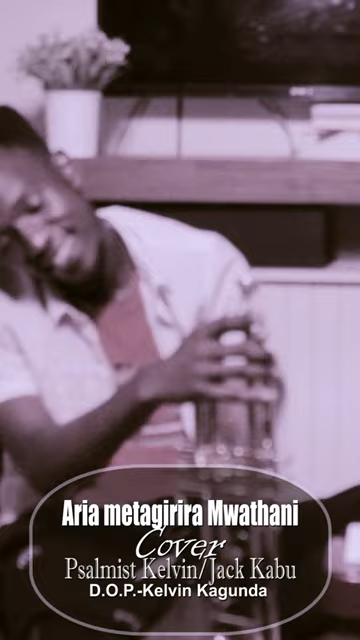 Aria metagirira Mwathani
Cover
Psalmist Kelvin/Jack Kabu
D.O.P.-Kelvin Kagunda